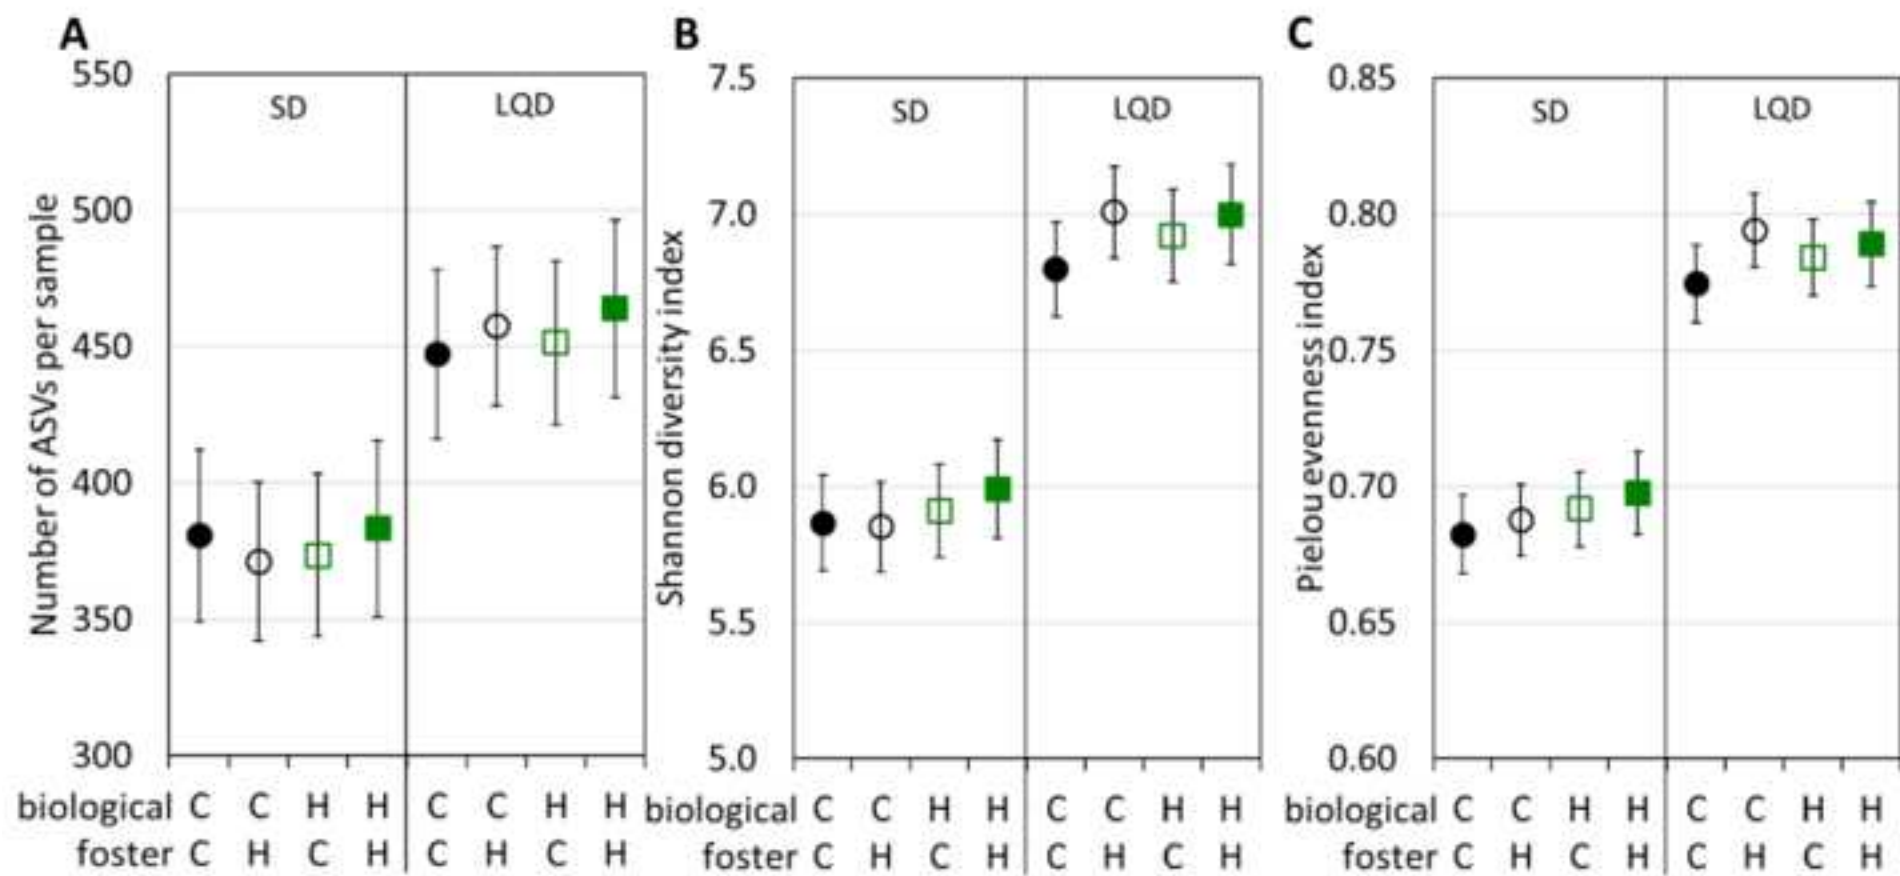 A
B
C
550
500
450
400
350
300
Number of ASVs per sample
SD
LQD
7.5
7.0
6.5
6.0
5.5
5.0
Shannon diversity index
SD
LQD
0.85
0.80
0.75
0.70
0.65
0.60
Pielou evenness index
SD
LQD
biological C C H H C C H H
foster C H C H C H C H
biological C C H H C C H H
foster C H C H C H C H
biological C C H H C C H H
foster C H C H C H C H